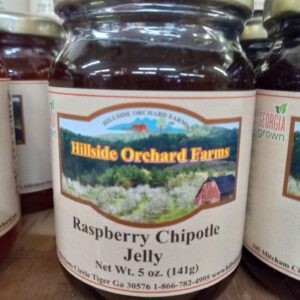 HILLSIDE ORCHARD FARMS
Hillside Orchard Farms
Raspberry Chipotle
Jelly
Net Wt. 5 oz. (141g)
Circle Tiger Ga 30576 1-866-782-4995
GEORGIA
grown
105 Mitcham